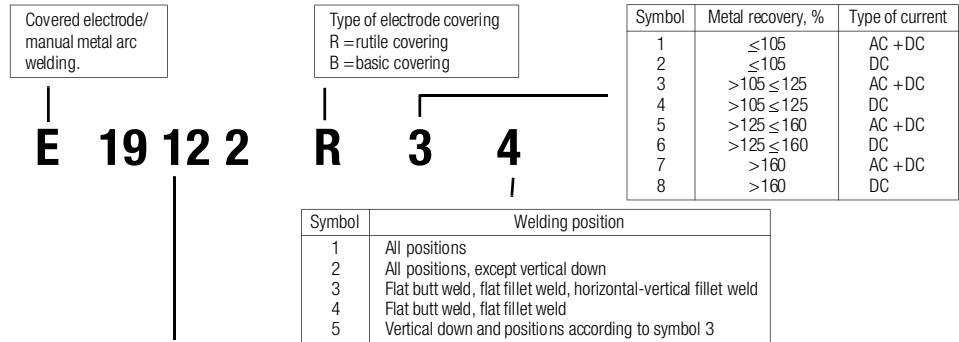 Covered electrode/
manual metal arc
welding.
Type of electrode covering
R = rutile covering
B = basic covering
Symbol Metal recovery, % Type of current
1 ≤105 AC + DC
2 ≤105 DC
3 >105 ≤ 125 AC + DC
4 >105 ≤ 125 DC
5 >125 ≤ 160 AC + DC
6 >125 ≤ 160 DC
7 >160 AC + DC
8 >160 DC
E 19 12 2 R 3 4
Symbol Welding position
1 All positions
2 All positions, except vertical down
3 Flat butt weld, flat fillet weld, horizontal-vertical fillet weld
4 Flat butt weld, flat fillet weld
5 Vertical down and positions according to symbol 3